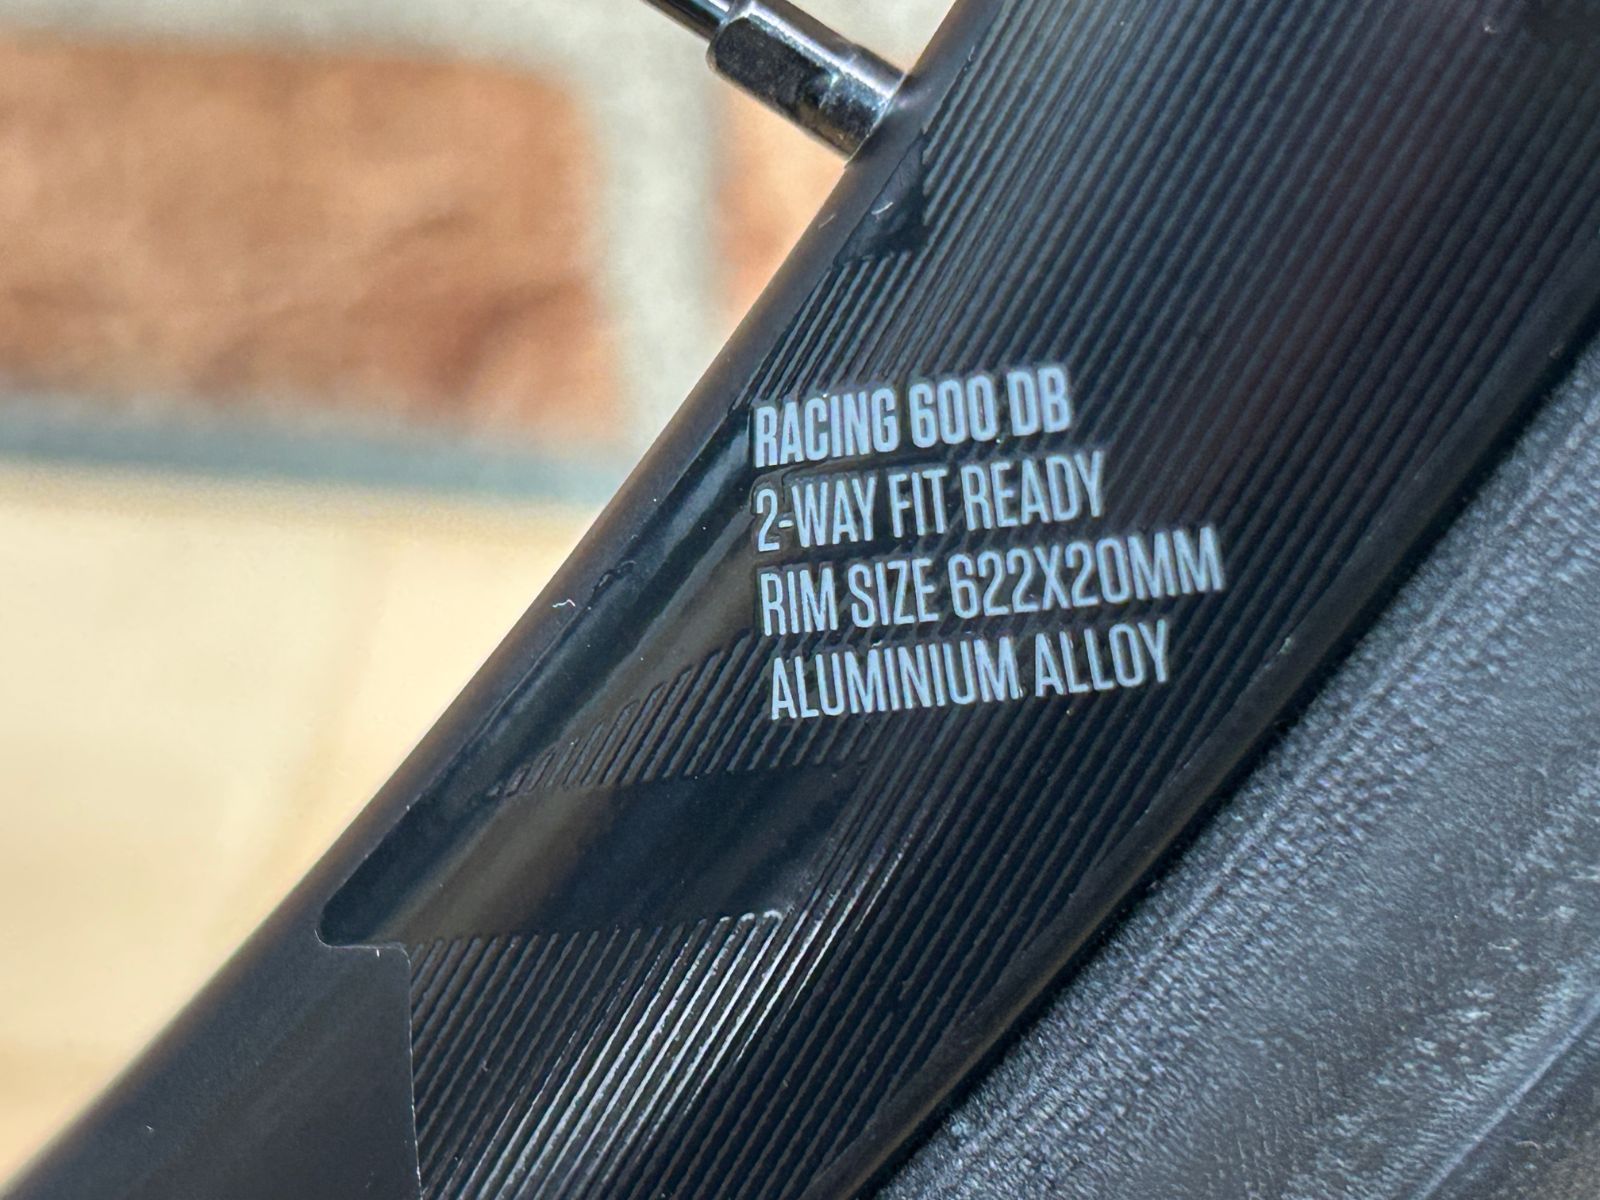 RACING 600 DB
2-WAY FIT READY
RIM SIZE 622X20MM
ALUMINIUM ALLOY